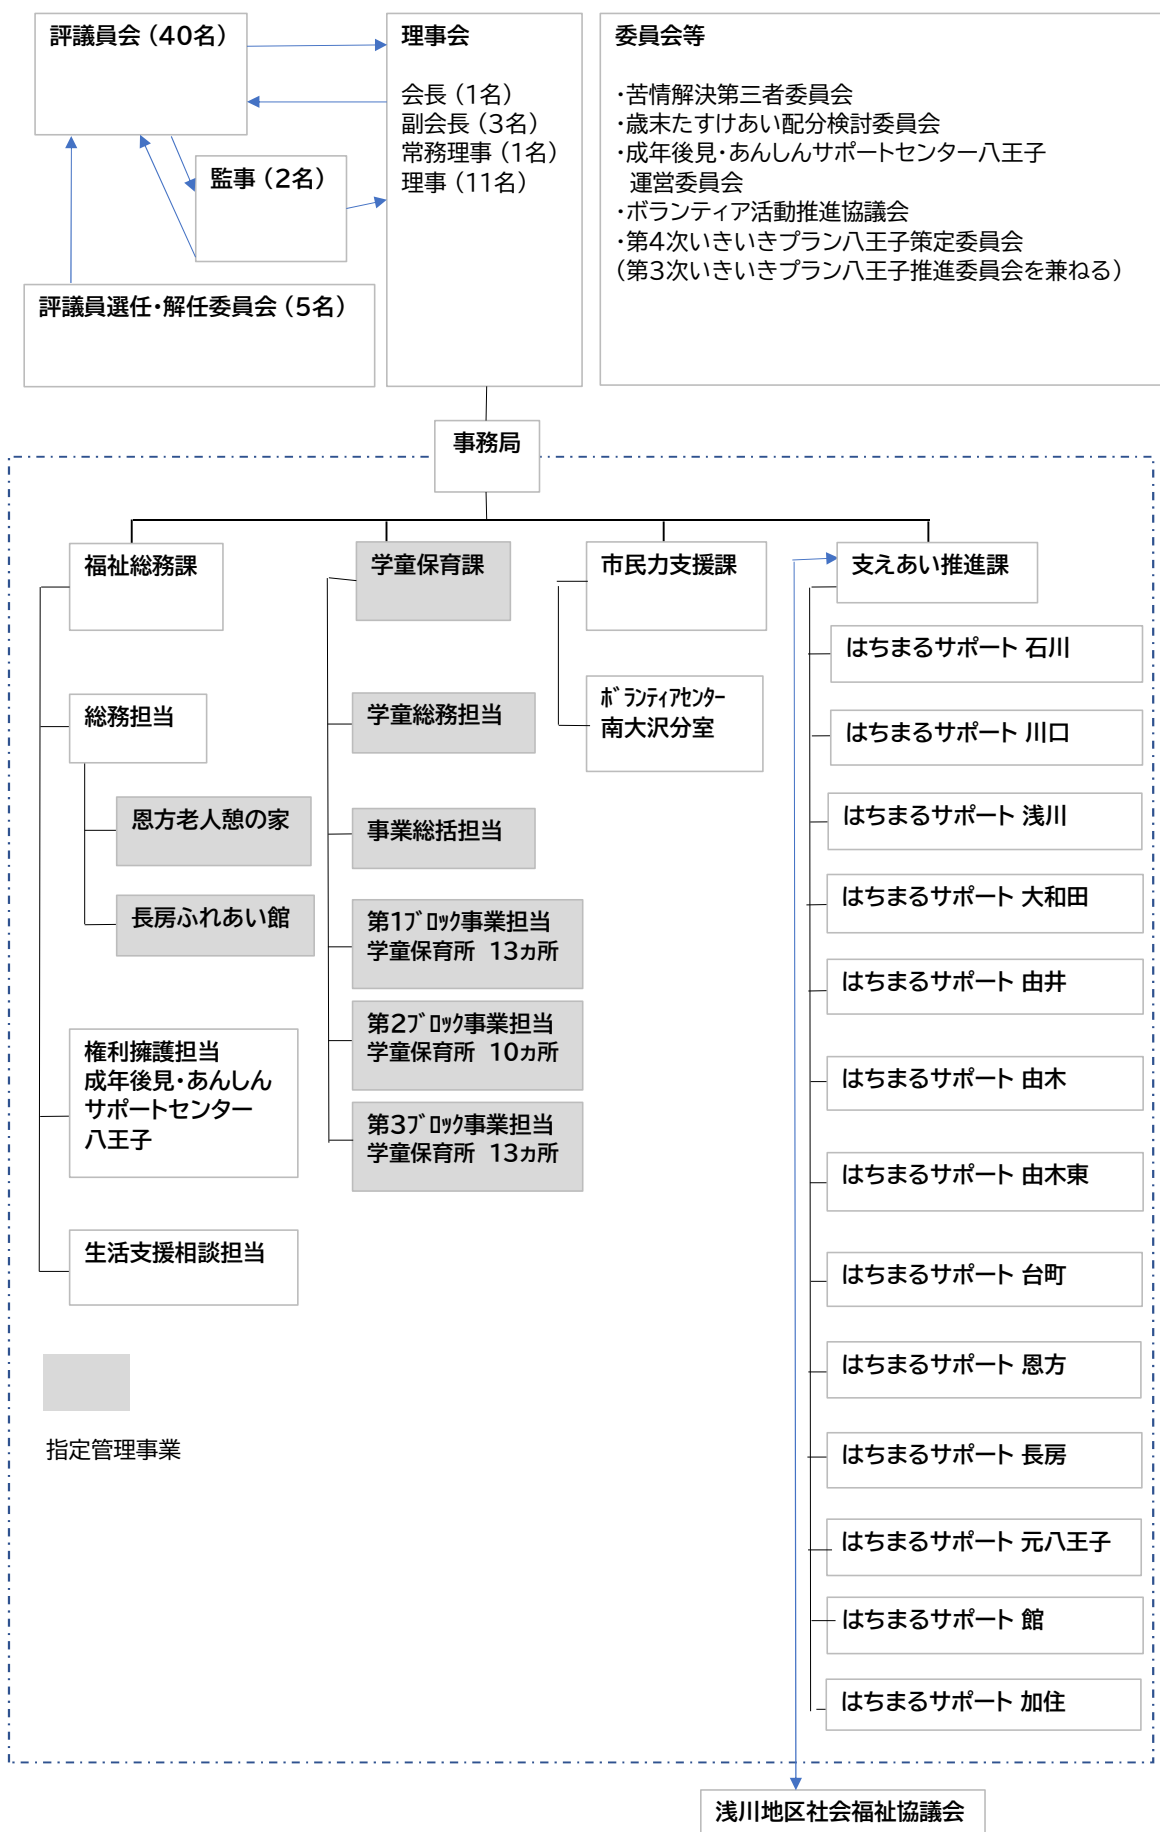 評議員会（40名）
理事会
会長（1名）
副会長（3名）
常務理事（1名）
理事（11名）
委員会等
・苦情解決第三者委員会
・歳末たすけあい配分検討委員会
・成年後見・あんしんサポートセンター八王子
運営委員会
・ボランティア活動推進協議会
・第4次いきいきプラン八王子策定委員会
（第3次いきいきプラン八王子推進委員会を兼ねる）
監事（2名）
評議員選任・解任委員会（5名）
事務局
福祉総務課
総務担当
恩方老人憩の家
長房ふれあい館
権利擁護担当
成年後見・あんしん
サポートセンター
八王子
生活支援相談担当
指定管理事業
学童保育課
学童総務担当
事業総括担当
第1ﾌﾞﾛｯｸ事業担当
学童保育所 13ヵ所
第2ﾌﾞﾛｯｸ事業担当
学童保育所 10ヵ所
第3ﾌﾞﾛｯｸ事業担当
学童保育所 13ヵ所
市民力支援課
ﾎﾞﾗﾝﾃｨｱｾﾝﾀｰ
南大沢分室
支えあい推進課
はちまるサポート 石川
はちまるサポート 川口
はちまるサポート 浅川
はちまるサポート 大和田
はちまるサポート 由井
はちまるサポート 由木
はちまるサポート 由木東
はちまるサポート 台町
はちまるサポート 恩方
はちまるサポート 長房
はちまるサポート 元八王子
はちまるサポート 館
はちまるサポート 加住
浅川地区社会福祉協議会